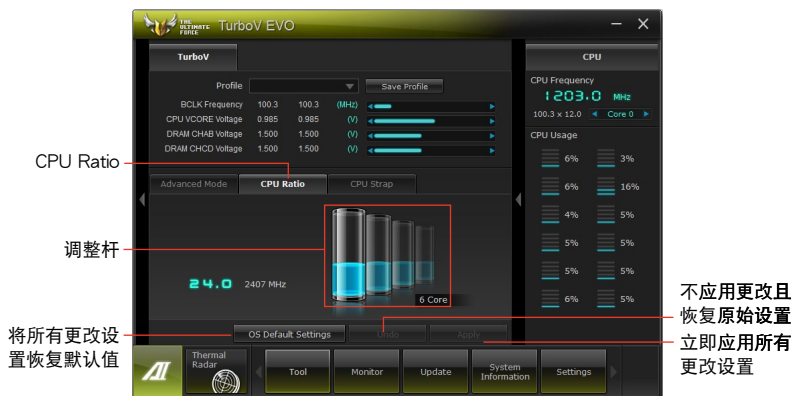 THE ULTIMATE FORCE TurboV EVO
TurboV
Profile
Save Profile
BCLK Frequency 100.3 100.3 (MHz)
CPU VCORE Voltage 0.985 0.985 (V)
DRAM CHAB Voltage 1.500 1.500 (V)
DRAM CHCD Voltage 1.500 1.500 (V)
CPU
CPU Frequency
1203.0 MHz
100.3 x 12.0 Core 0
CPU Usage
6% 3%
6% 16%
4% 5%
5% 5%
5% 5%
6% 5%
CPU Ratio
Advanced Mode CPU Ratio CPU Strap
调整杆
24.0 2407 MHz
6 Core
将所有更改设
置恢复默认值
OS Default Settings Undo Apply
不应用更改且
恢复原始设置
立即应用所有
更改设置
AI
Thermal
Radar
Tool Monitor Update System
Information Settings